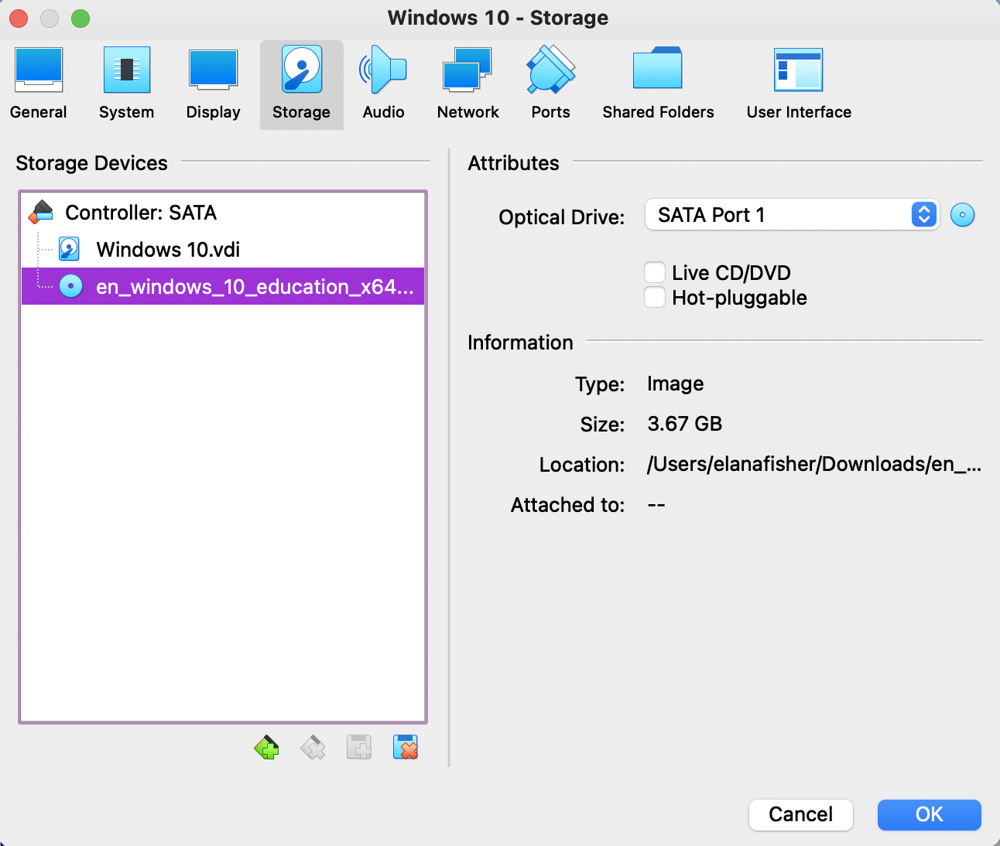 Windows 10 - Storage
General System Display Storage Audio Network Ports Shared Folders User Interface
Storage Devices
Controller: SATA
Windows 10.vdi
en_windows_10_education_x64...
Attributes
Optical Drive: SATA Port 1
Live CD/DVD
Hot-pluggable
Information
Type: Image
Size: 3.67 GB
Location: /Users/elanafisher/Downloads/en_...
Attached to: --
Cancel OK